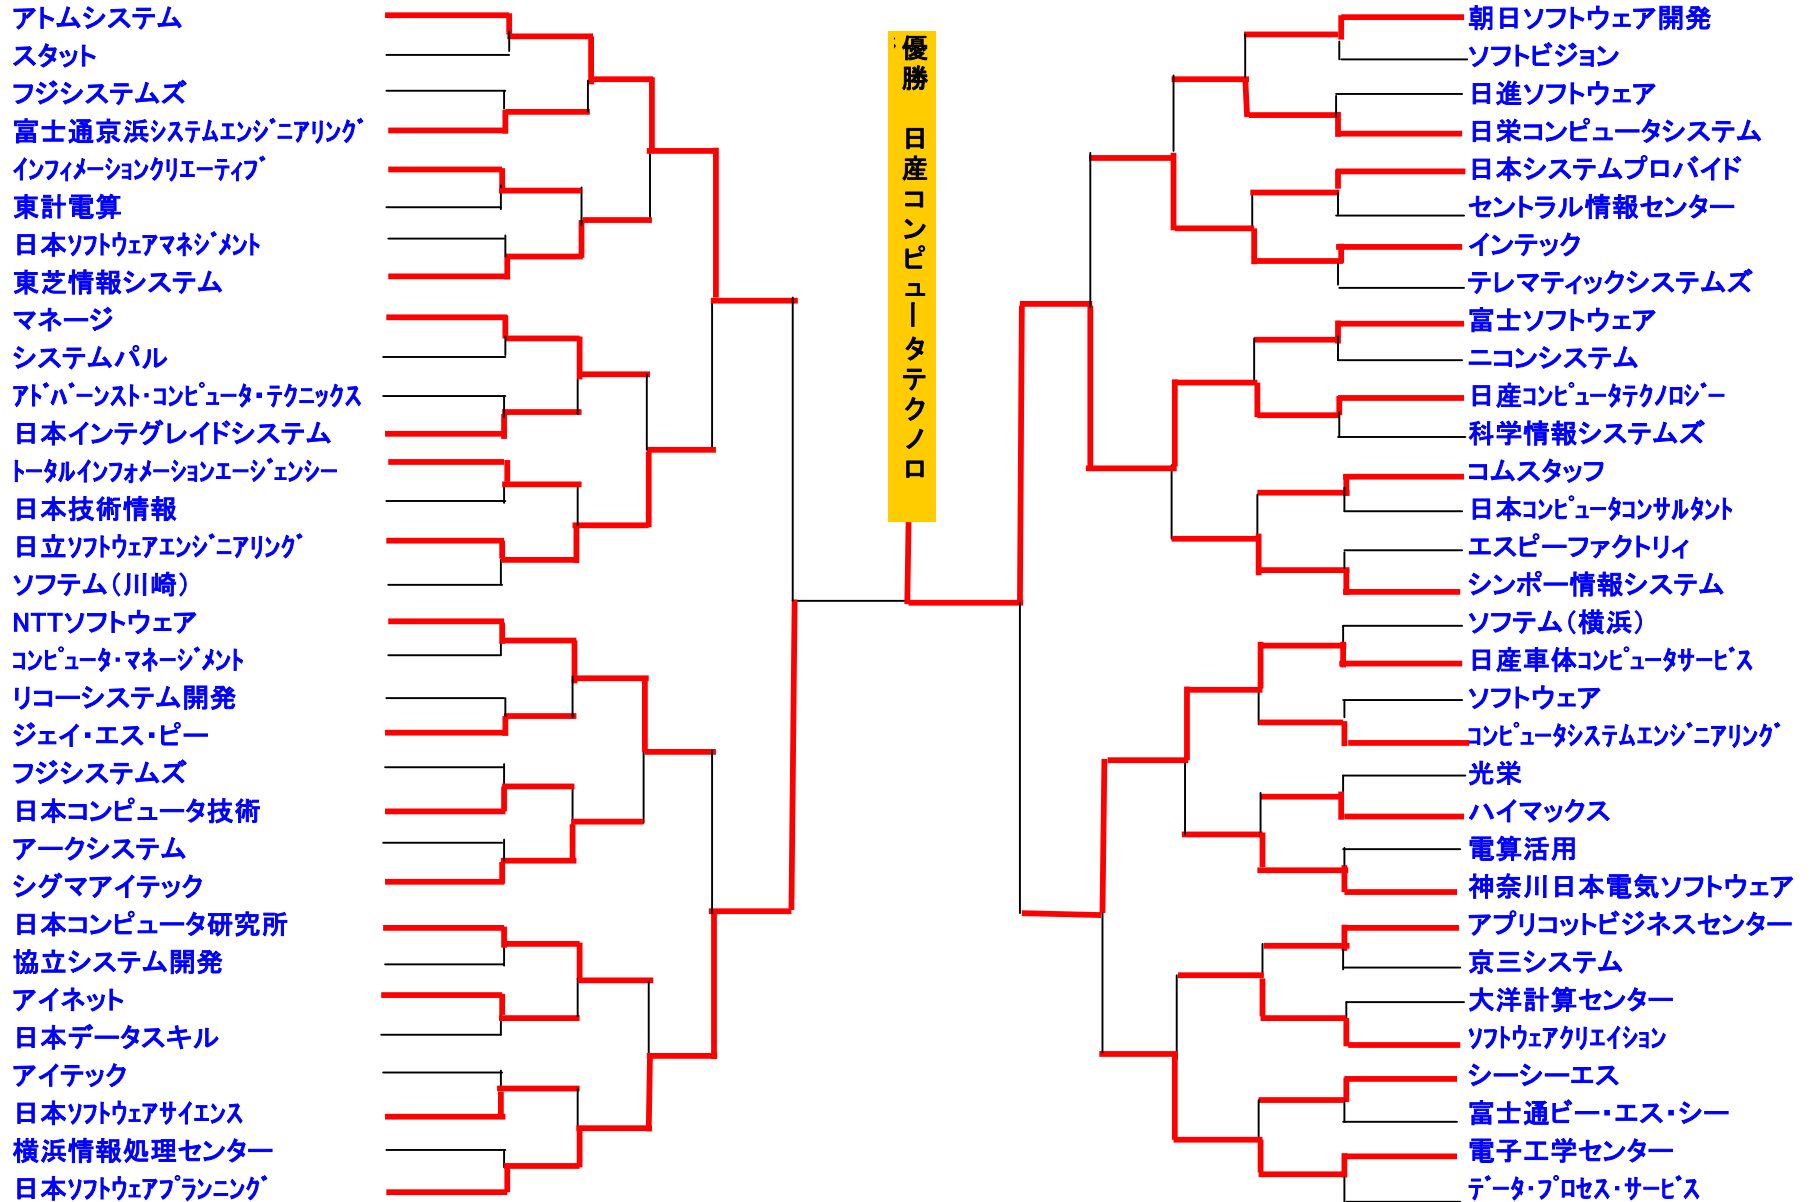 アトムシステム
スタット
フジシステムズ
富士通京浜システムエンジニアリング
インフィメーションクリエーティブ
東計電算
日本ソフトウェアマネジメント
東芝情報システム
マネージ
システムパル
アドバーンスト・コンピュータ・テクニックス
日本インテグレイドシステム
トータルインフォメーションエージェンシー
日本技術情報
日立ソフトウェアエンジニアリング
ソフテム(川崎)
NTTソフトウェア
コンピュータ・マネージメント
リコーシステム開発
ジェイ・エス・ピー
フジシステムズ
日本コンピュータ技術
アークシステム
シグマアイテック
日本コンピュータ研究所
協立システム開発
アイネット
日本データスキル
アイテック
日本ソフトウェアサイエンス
横浜情報処理センター
日本ソフトウェアプランニング
優勝 日産コンピュータテクノロ
朝日ソフトウェア開発
ソフトビジョン
日進ソフトウェア
日栄コンピュータシステム
日本システムプロバイド
セントラル情報センター
インテック
テレマティックシステムズ
富士ソフトウェア
ニコンシステム
日産コンピュータテクノロジー
科学情報システムズ
コムスタッフ
日本コンピュータコンサルタント
エスピーファクトリィ
シンポー情報システム
ソフテム(横浜)
日産車体コンピュータサービス
ソフトウェア
コンピュータシステムエンジニアリング
光栄
ハイマックス
電算活用
神奈川日本電気ソフトウェア
アプリコットビジネスセンター
京三システム
大洋計算センター
ソフトウェアクリエイション
シーシーエス
富士通ビー・エス・シー
電子工学センター
データ・プロセス・サービス